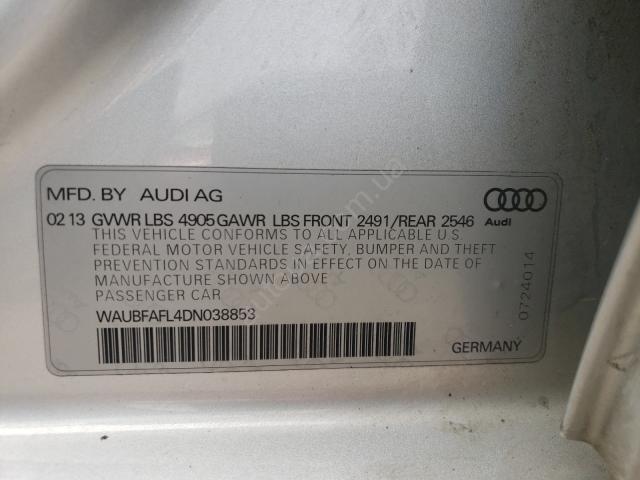 MFD. BY AUDI AG
02 13 GVWR LBS 4905 GAWR LBS FRONT 2491/REAR 2546
Audi
THIS VEHICLE CONFORMS TO ALL APPLICABLE U.S.
FEDERAL MOTOR VEHICLE SAFETY, BUMPER AND THEFT
PREVENTION STANDARDS IN EFFECT ON THE DATE OF
MANUFACTURE SHOWN ABOVE
PASSENGER CAR
WAUBFAFL4DN038853
GERMANY
0724014